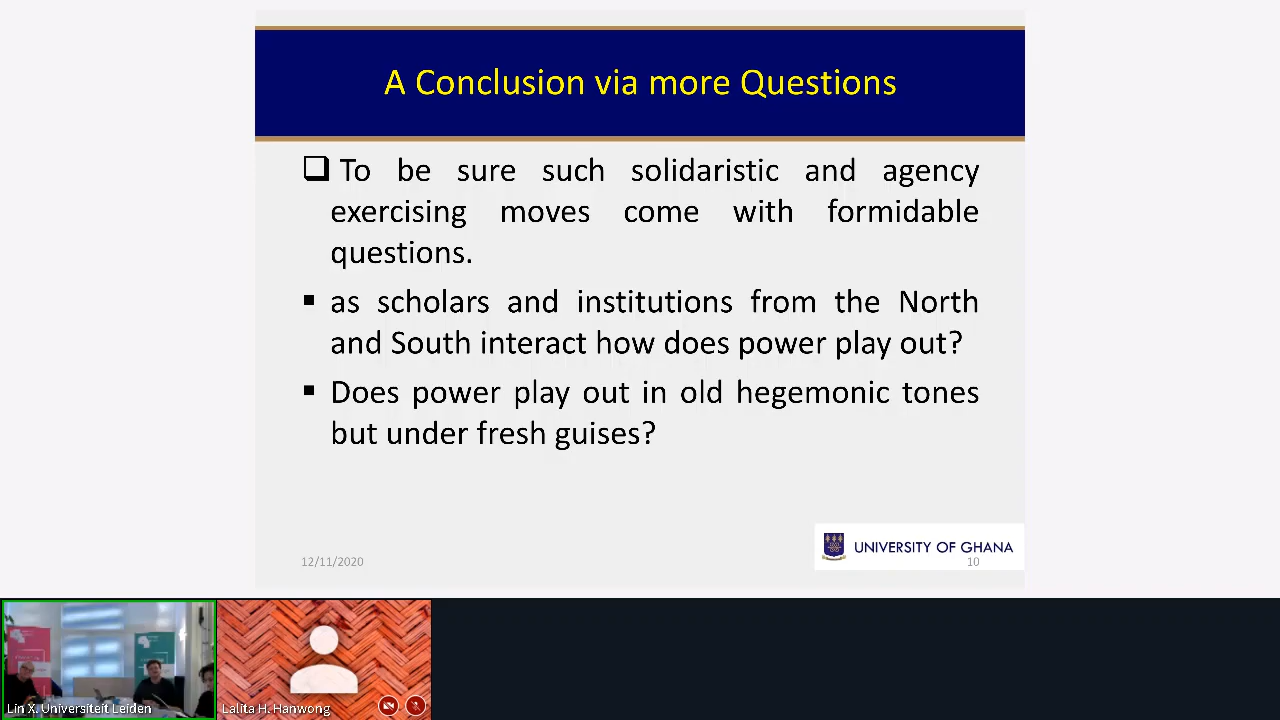 A Conclusion via more Questions
To be sure such solidaristic and agency
exercising moves come with formidable
questions.
as scholars and institutions from the North
and South interact how does power play out?
Does power play out in old hegemonic tones
but under fresh guises?
UNIVERSITY OF GHANA
12/11/2020
10
Lin X. Universiteit Leiden
Lalita H. Hanwong